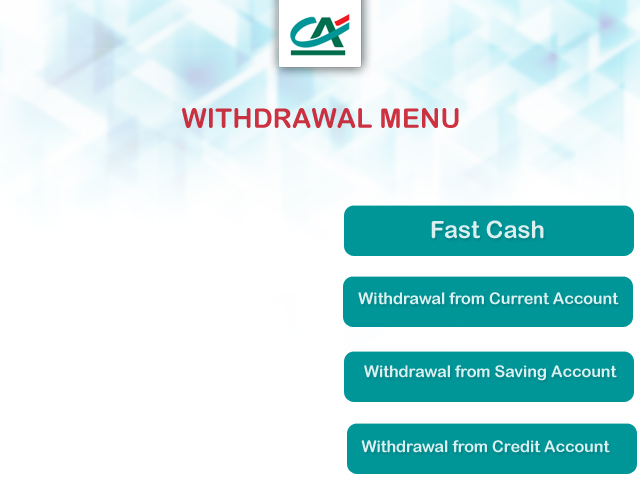 CA
WITHDRAWAL MENU
Fast Cash
Withdrawal from Current Account
Withdrawal from Saving Account
Withdrawal from Credit Account